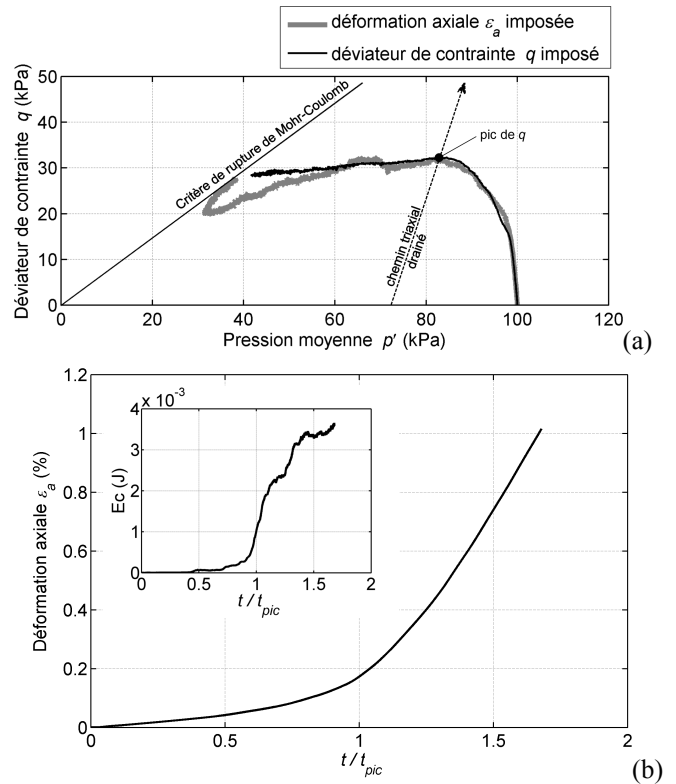 déformation axiale εa imposée
déviateur de contrainte q imposé
Déviateur de contrainte q (kPa)
50
40
30
20
10
0
Critère de rupture de Mohr-Coulomb
pic de q
chemin triaxial
drainé
0 20 40 60 80 100 120
Pression moyenne p' (kPa)
(a)
Déformation axiale εa (%)
1.2
1
0.8
0.6
0.4
0.2
0
x 10-3
Ec (J)
4
3
2
1
0
0 0.5 1 1.5 2
t / tpic
0 0.5 1 1.5 2
t / tpic
(b)